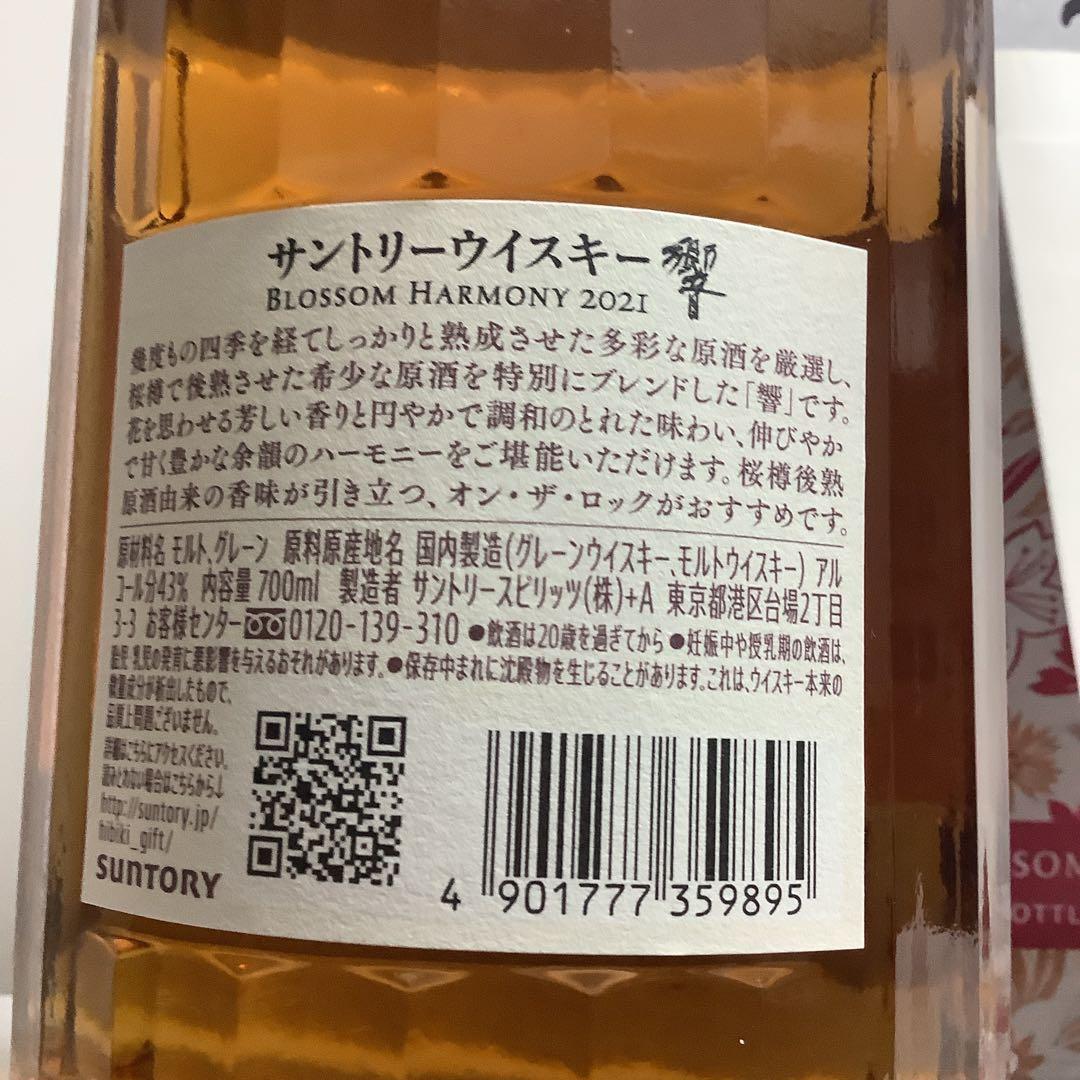 サントリーウイスキー 響
BLOSSOM HARMONY 2021
幾度もの四季を経てしっかりと熟成させた多彩な原酒を厳選し、
桜樽で後熟させた希少な原酒を特別にブレンドした「響」です。
花を思わせる芳しい香りと円やかで調和のとれた味わい、伸びやか
で甘く豊かな余韻のハーモニーをご堪能いただけます。桜樽後熟
原酒由来の香味が引き立つ、オン・ザ・ロックがおすすめです。
原材料名 モルト、グレーン 原料原産地名 国内製造(グレーンウイスキー、モルトウイスキー) アル
コール分43% 内容量 700ml 製造者 サントリースピリッツ(株)+A 東京都港区台場2丁目
3-3 お客様センター 0120-139-310 ●飲酒は20歳を過ぎてから ●妊娠中や授乳期の飲酒は、
胎児・乳児の発育に悪影響を与えるおそれがあります。●保存中まれに沈殿物を生じることがあります。これは、ウイスキー本来の
微量成分が析出したもので、
品質上問題ございません。
詳細はこちらにアクセスください。
読みとれない場合はこちらから↓
http://suntory.jp/
hibiki_gift/
SUNTORY
4 901777 359895
SOM
OTTL